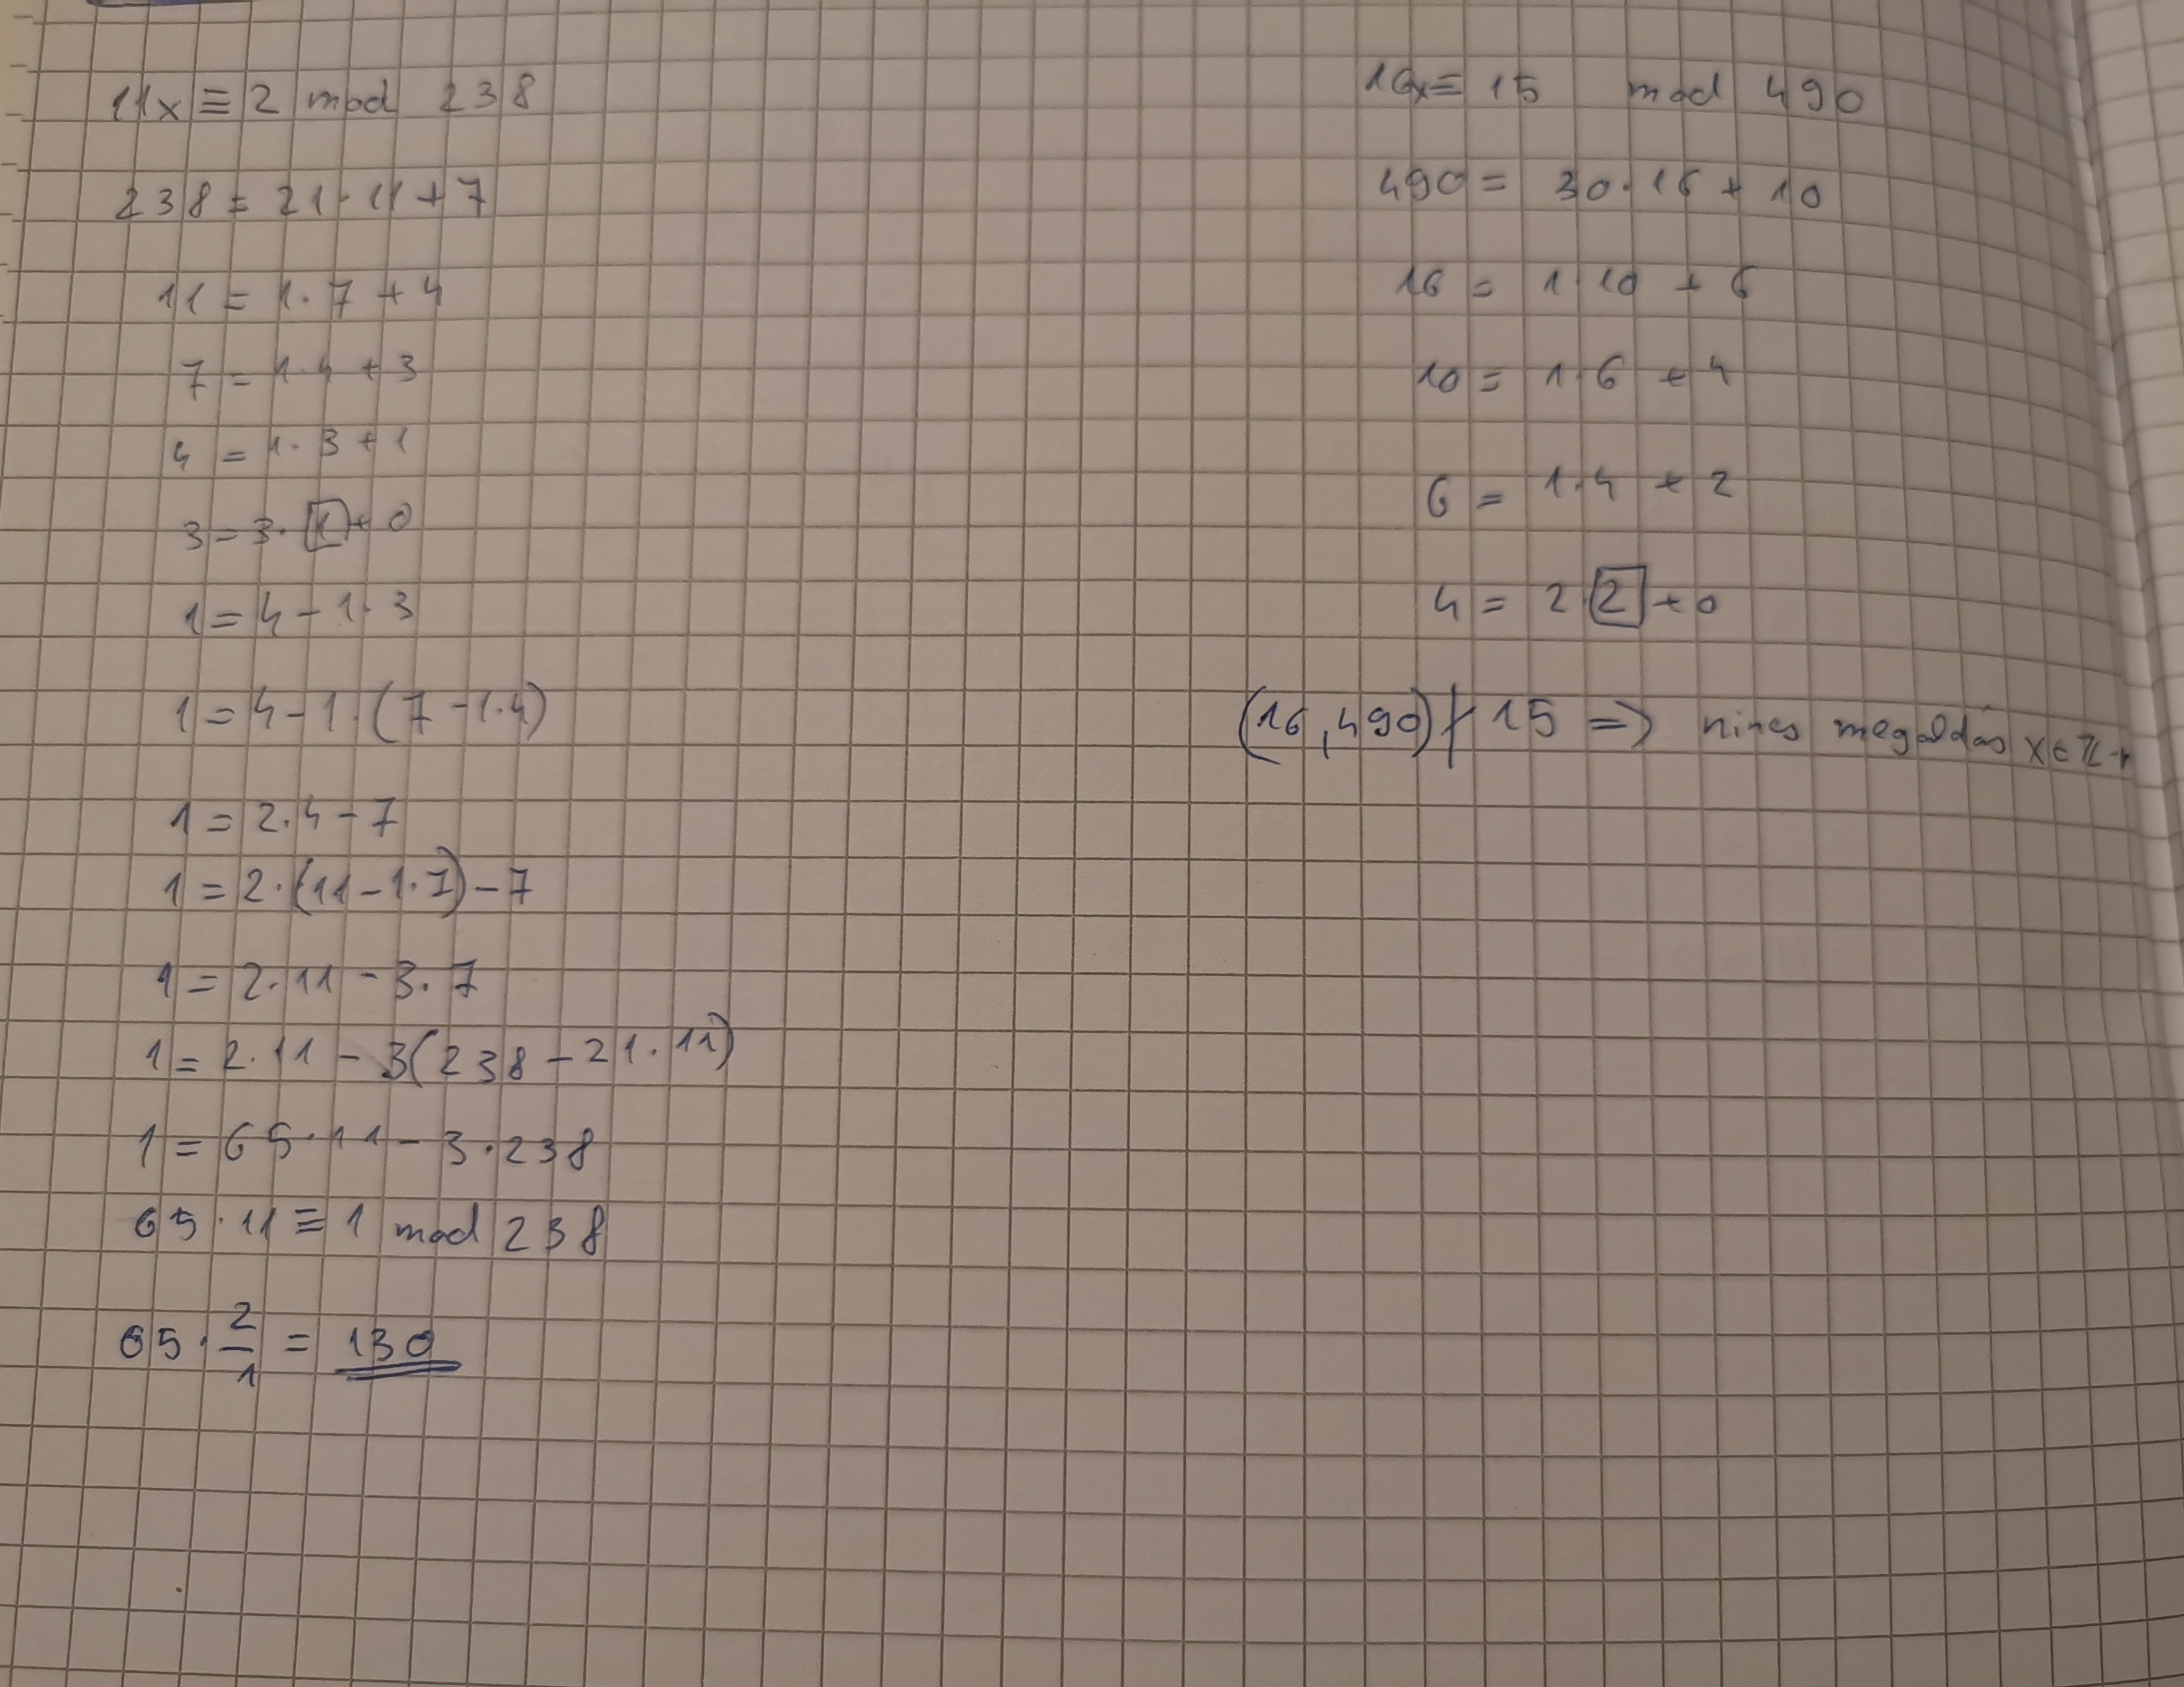 11x ≡ 2 mod 238
238 = 21 · 11 + 7
11 = 1 · 7 + 4
7 = 1 · 4 + 3
4 = 1 · 3 + 1
3 = 3 · 1 + 0
1 = 4 - 1 · 3
1 = 4 - 1 · (7 - 1 · 4)
1 = 2 · 4 - 7
1 = 2 · (11 - 1 · 7) - 7
1 = 2 · 11 - 3 · 7
1 = 2 · 11 - 3(238 - 21 · 11)
1 = 65 · 11 - 3 · 238
65 · 11 ≡ 1 mod 238
65 · 2/1 = 130
16x ≡ 15 mod 490
490 = 30 · 16 + 10
16 = 1 · 10 + 6
10 = 1 · 6 + 4
6 = 1 · 4 + 2
4 = 2 · 2 + 0
(16, 490) ∤ 15 => nincs megoldás x ∈ ℤ-r